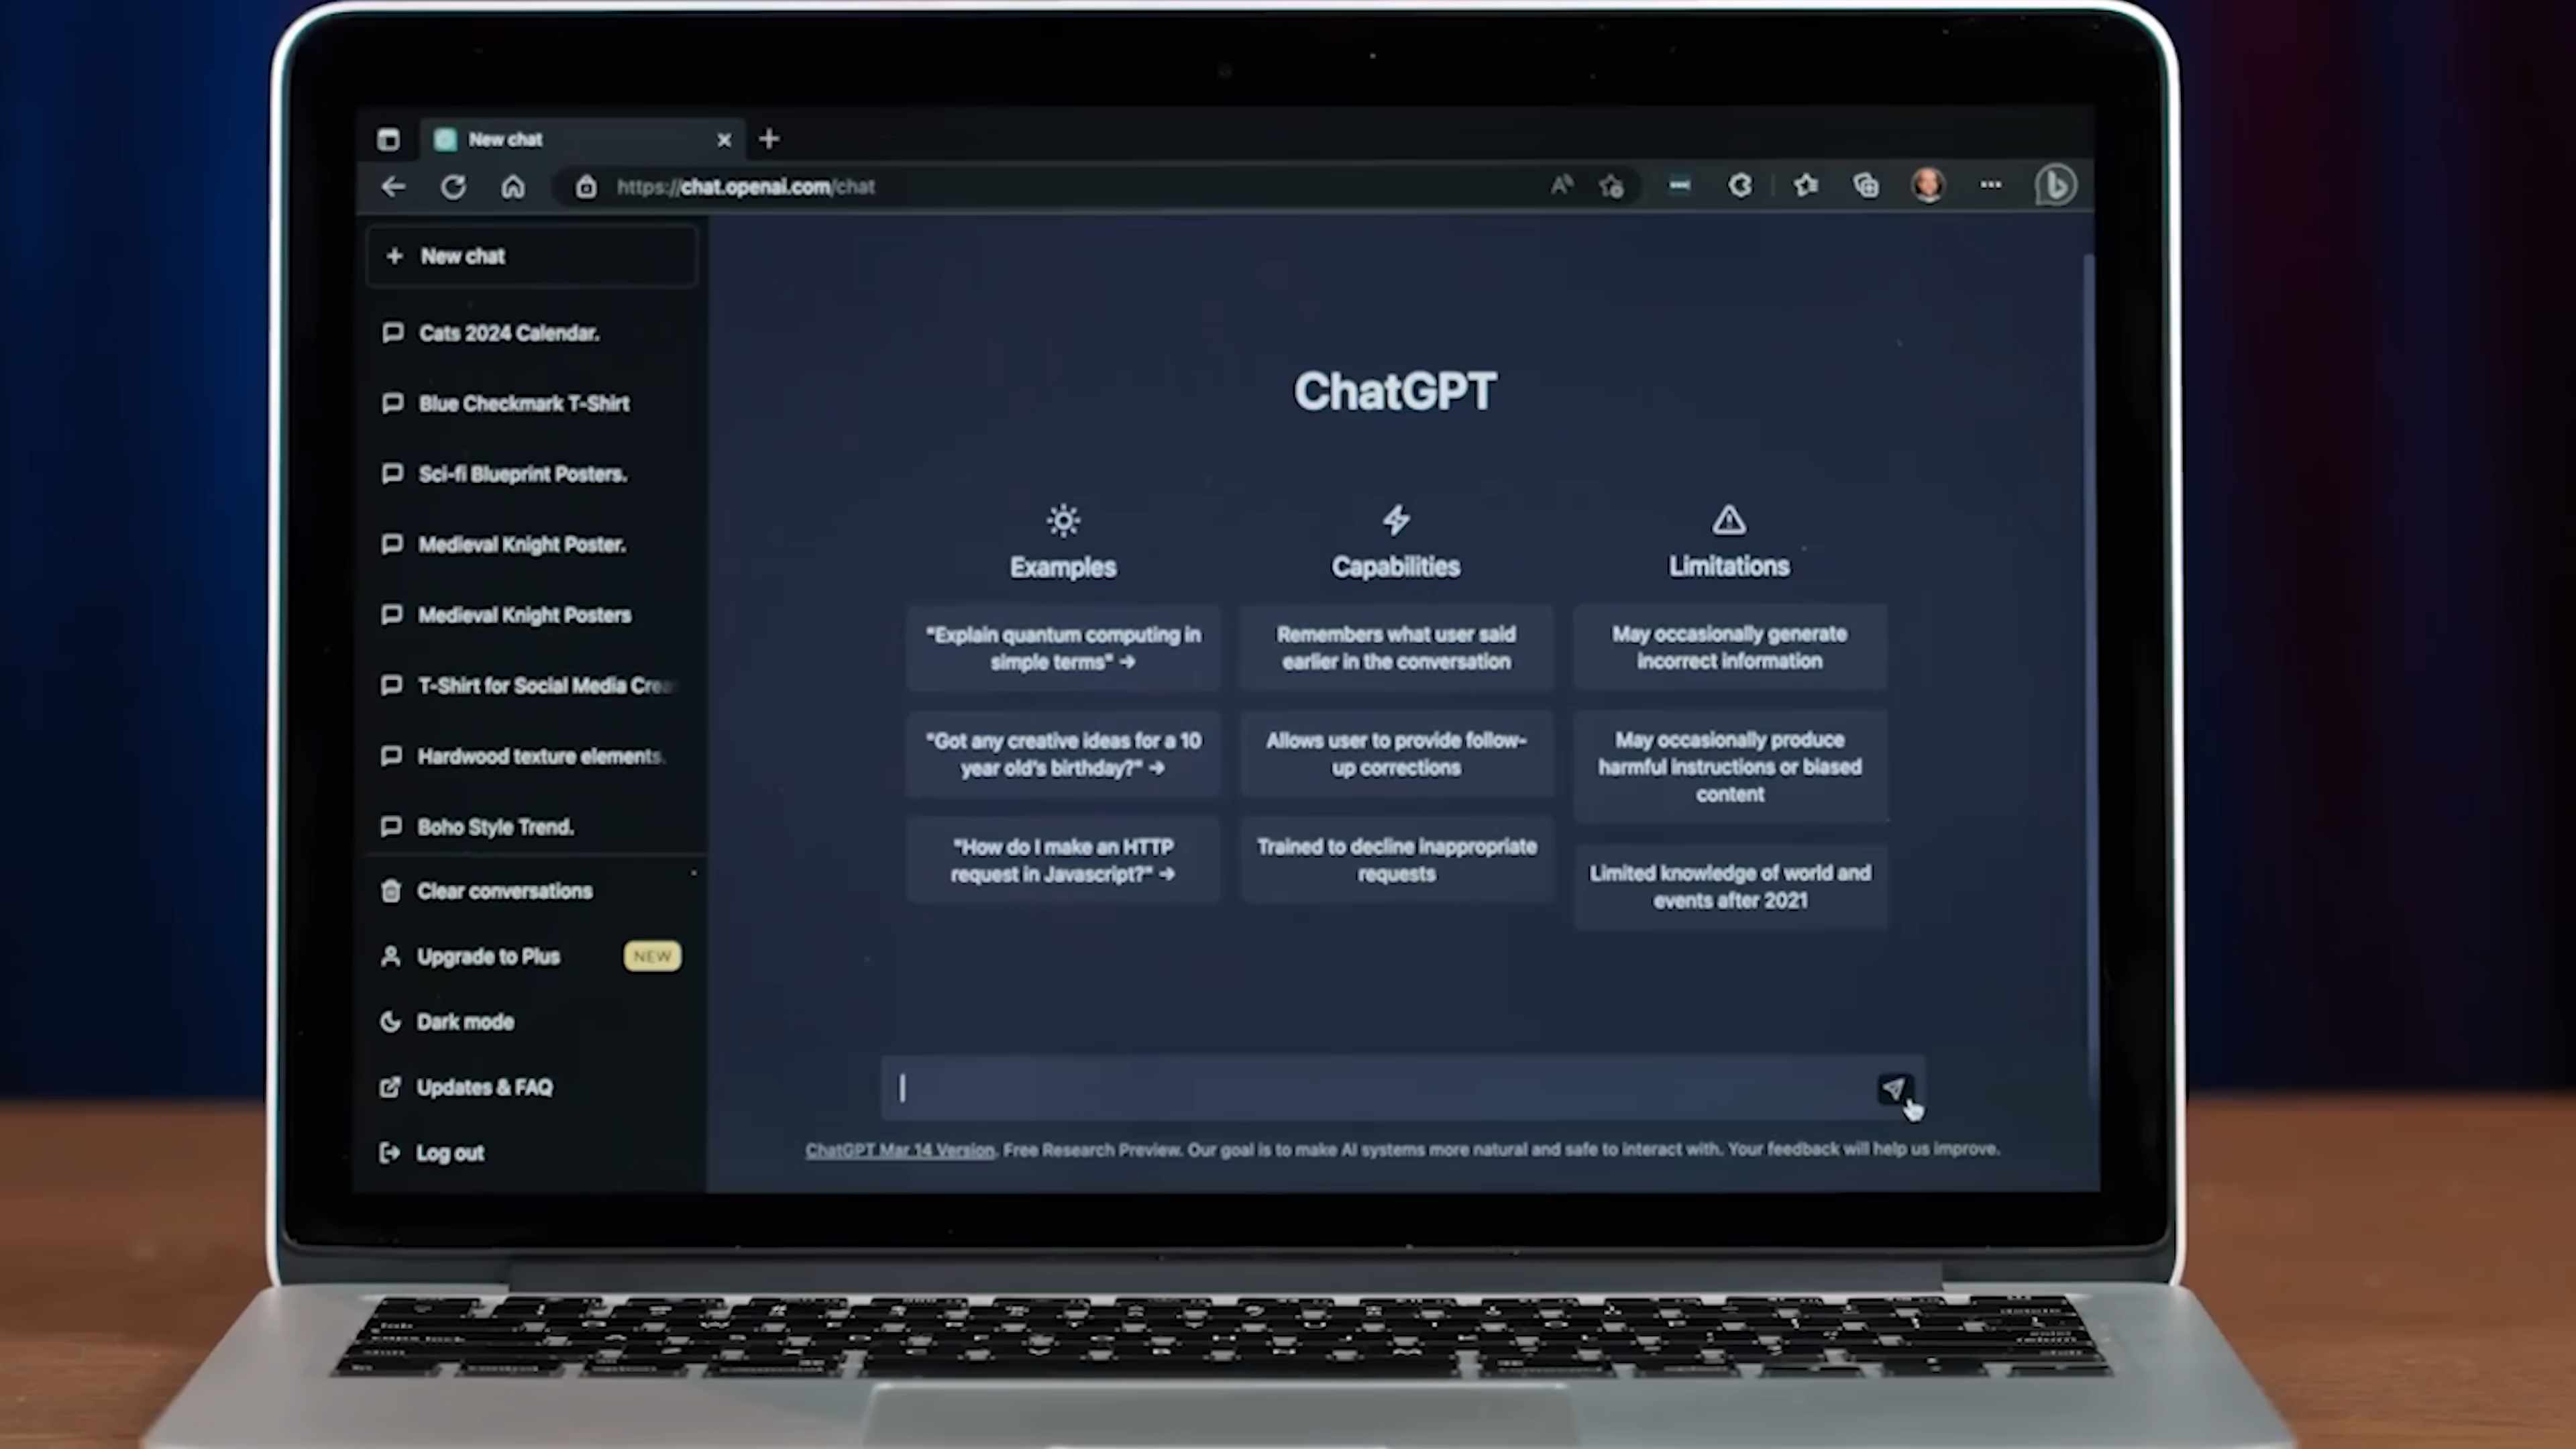 New chat
https://chat.openai.com/chat
New chat
Cats 2024 Calendar.
Blue Checkmark T-Shirt
Sci-fi Blueprint Posters.
Medieval Knight Poster.
Medieval Knight Posters
T-Shirt for Social Media Crea
Hardwood texture elements.
Boho Style Trend.
Clear conversations
Upgrade to Plus NEW
Dark mode
Updates & FAQ
Log out
ChatGPT
Examples
"Explain quantum computing in
simple terms" →
"Got any creative ideas for a 10
year old's birthday?" →
"How do I make an HTTP
request in Javascript?" →
Capabilities
Remembers what user said
earlier in the conversation
Allows user to provide follow-
up corrections
Trained to decline inappropriate
requests
Limitations
May occasionally generate
incorrect information
May occasionally produce
harmful instructions or biased
content
Limited knowledge of world and
events after 2021
ChatGPT Mar 14 Version. Free Research Preview. Our goal is to make AI systems more natural and safe to interact with. Your feedback will help us improve.